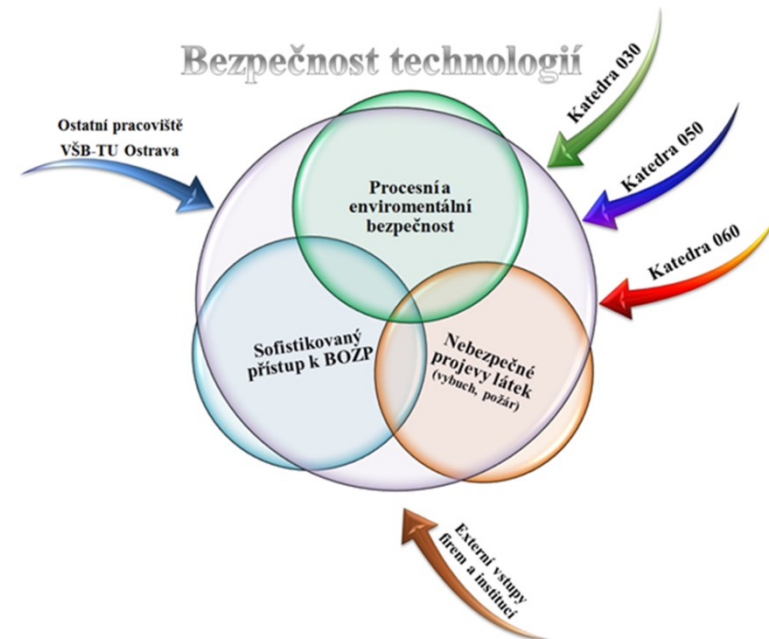 Bezpečnost technologií
Ostatní pracoviště
VŠB-TU Ostrava
Katedra 030
Katedra 050
Katedra 060
Procesní a
enviromentální
bezpečnost
Sofistikovaný
přístup k BOZP
Nebezpečné
projevy látek
(vybuch, požár)
Externí vstupy
firem a institucí